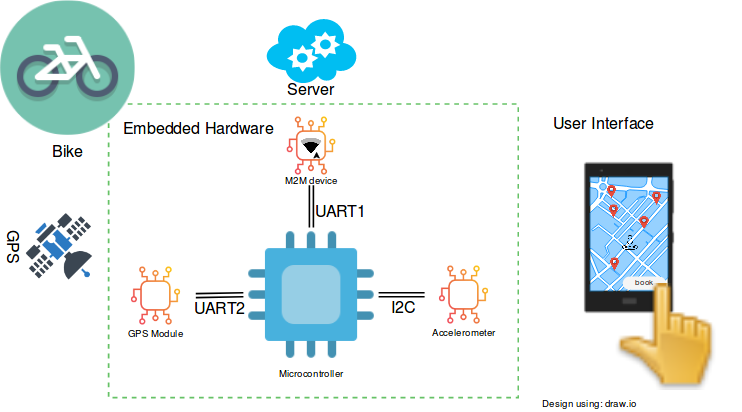 Server
Embedded Hardware
User Interface
Bike
M2M device
UART1
GPS
book
UART2
I2C
GPS Module
Accelerometer
Microcontroller
Design using: draw.io